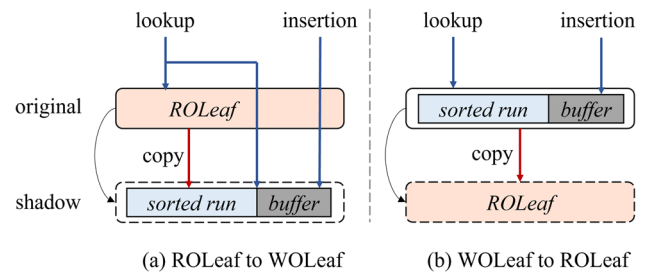 lookup insertion lookup insertion
original ROLeaf sorted run buffer
copy copy
shadow sorted run buffer ROLeaf
(a) ROLeaf to WOLeaf (b) WOLeaf to ROLeaf